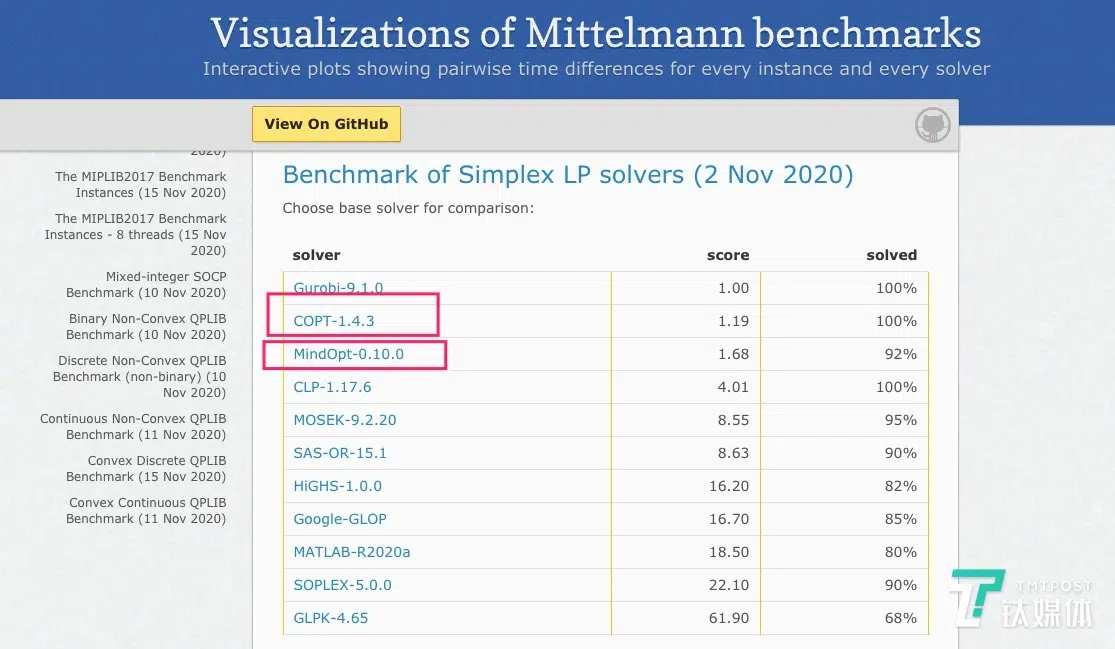 Visualizations of Mittelmann benchmarks
Interactive plots showing pairwise time differences for every instance and every solver
View On GitHub
2020)
The MIPLIB2017 Benchmark
Instances (15 Nov 2020)
The MIPLIB2017 Benchmark
Instances - 8 threads (15 Nov
2020)
Mixed-integer SOCP
Benchmark (10 Nov 2020)
Binary Non-Convex QPLIB
Benchmark (10 Nov 2020)
Discrete Non-Convex QPLIB
Benchmark (non-binary) (10
Nov 2020)
Continuous Non-Convex QPLIB
Benchmark (11 Nov 2020)
Convex Discrete QPLIB
Benchmark (15 Nov 2020)
Convex Continuous QPLIB
Benchmark (11 Nov 2020)
Benchmark of Simplex LP solvers (2 Nov 2020)
Choose base solver for comparison:
solver score solved
Gurobi-9.1.0 1.00 100%
COPT-1.4.3 1.19 100%
MindOpt-0.10.0 1.68 92%
CLP-1.17.6 4.01 100%
MOSEK-9.2.20 8.55 95%
SAS-OR-15.1 8.63 90%
HiGHS-1.0.0 16.20 82%
Google-GLOP 16.70 85%
MATLAB-R2020a 18.50 80%
SOPLEX-5.0.0 22.10 90%
GLPK-4.65 61.90 68%
TMTPOST
钛媒体